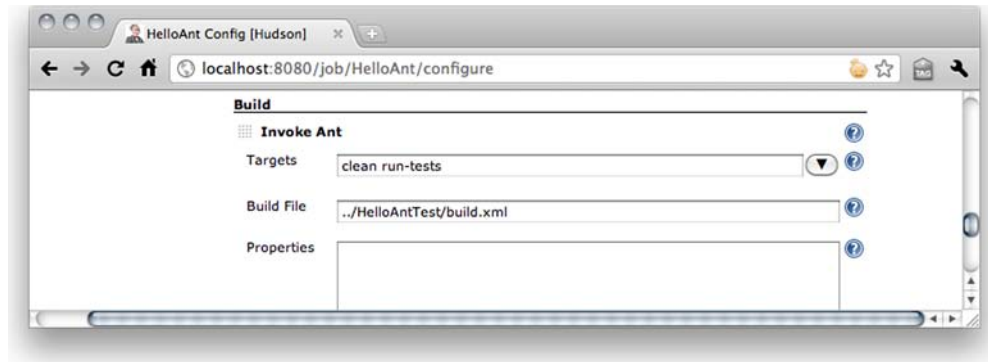 HelloAnt Config [Hudson]
localhost:8080/job/HelloAnt/configure
TAG
Build
Invoke Ant
Targets
clean run-tests
Build File
../HelloAntTest/build.xml
Properties